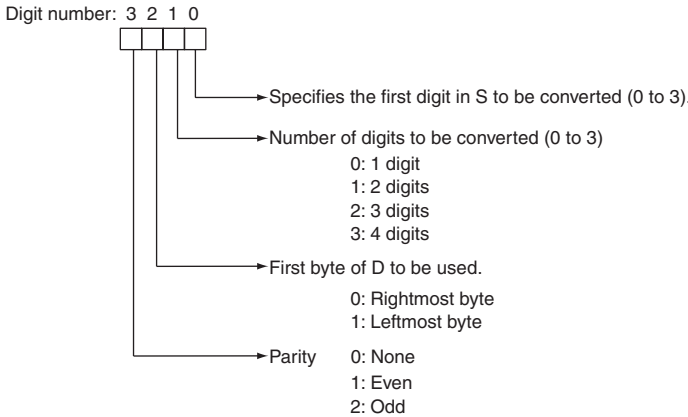 Digit number: 3 2 1 0
Specifies the first digit in S to be converted (0 to 3).
Number of digits to be converted (0 to 3)
0: 1 digit
1: 2 digits
2: 3 digits
3: 4 digits
First byte of D to be used.
0: Rightmost byte
1: Leftmost byte
Parity 0: None
1: Even
2: Odd